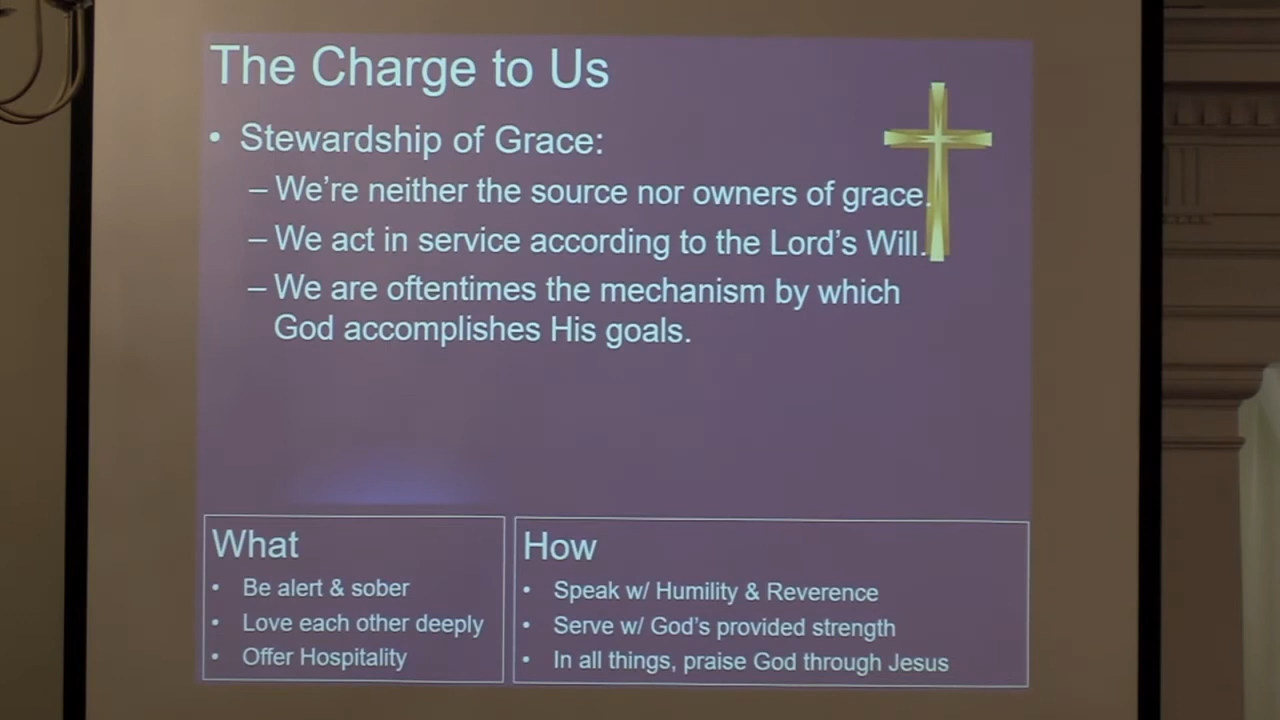 The Charge to Us
• Stewardship of Grace:
– We’re neither the source nor owners of grace.
– We act in service according to the Lord’s Will.
– We are oftentimes the mechanism by which
God accomplishes His goals.
What
• Be alert & sober
• Love each other deeply
• Offer Hospitality
How
• Speak w/ Humility & Reverence
• Serve w/ God’s provided strength
• In all things, praise God through Jesus